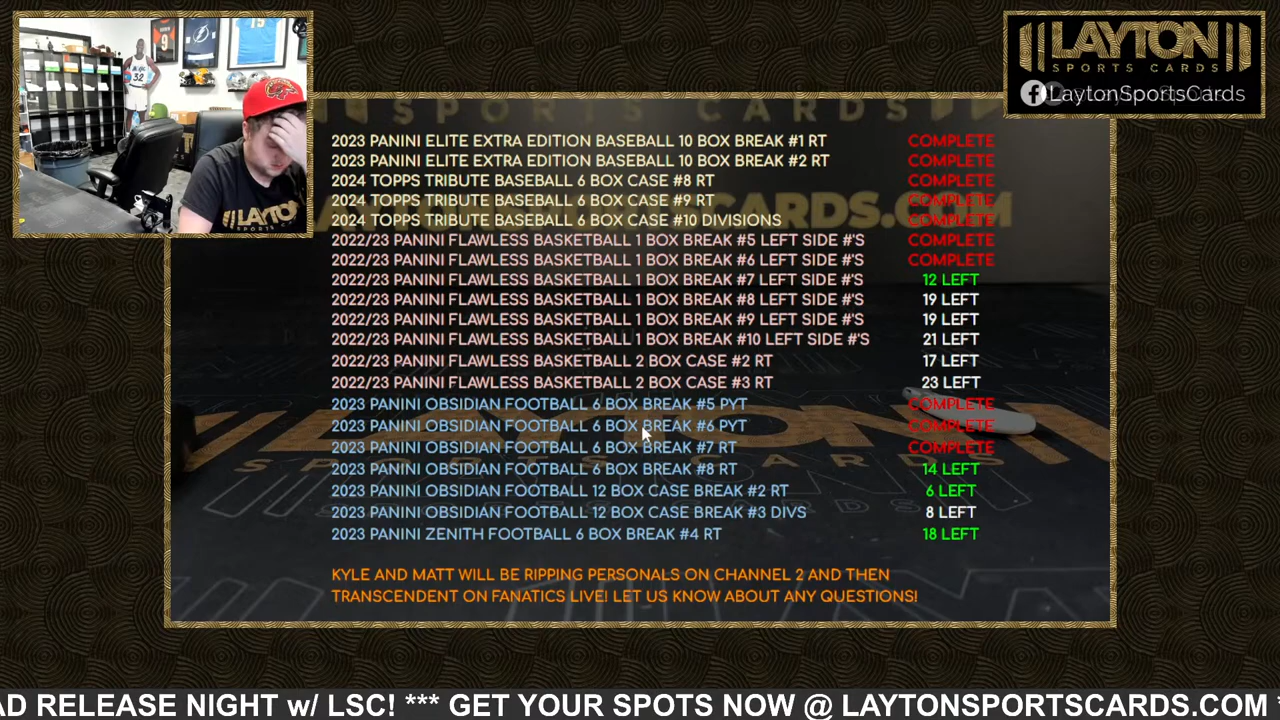 LAYTON
SPORTS CARDS
LaytonSportsCards
SPORTS CARDS
2023 PANINI ELITE EXTRA EDITION BASEBALL 10 BOX BREAK #1 RT COMPLETE
2023 PANINI ELITE EXTRA EDITION BASEBALL 10 BOX BREAK #2 RT COMPLETE
2024 TOPPS TRIBUTE BASEBALL 6 BOX CASE #8 RT COMPLETE
2024 TOPPS TRIBUTE BASEBALL 6 BOX CASE #9 RT COMPLETE
2024 TOPPS TRIBUTE BASEBALL 6 BOX CASE #10 DIVISIONS COMPLETE
2022/23 PANINI FLAWLESS BASKETBALL 1 BOX BREAK #5 LEFT SIDE #'S COMPLETE
2022/23 PANINI FLAWLESS BASKETBALL 1 BOX BREAK #6 LEFT SIDE #'S COMPLETE
2022/23 PANINI FLAWLESS BASKETBALL 1 BOX BREAK #7 LEFT SIDE #'S 12 LEFT
2022/23 PANINI FLAWLESS BASKETBALL 1 BOX BREAK #8 LEFT SIDE #'S 19 LEFT
2022/23 PANINI FLAWLESS BASKETBALL 1 BOX BREAK #9 LEFT SIDE #'S 19 LEFT
2022/23 PANINI FLAWLESS BASKETBALL 1 BOX BREAK #10 LEFT SIDE #'S 21 LEFT
2022/23 PANINI FLAWLESS BASKETBALL 2 BOX CASE #2 RT 17 LEFT
2022/23 PANINI FLAWLESS BASKETBALL 2 BOX CASE #3 RT 23 LEFT
2023 PANINI OBSIDIAN FOOTBALL 6 BOX BREAK #5 PYT COMPLETE
2023 PANINI OBSIDIAN FOOTBALL 6 BOX BREAK #6 PYT COMPLETE
2023 PANINI OBSIDIAN FOOTBALL 6 BOX BREAK #7 RT COMPLETE
2023 PANINI OBSIDIAN FOOTBALL 6 BOX BREAK #8 RT 14 LEFT
2023 PANINI OBSIDIAN FOOTBALL 12 BOX CASE BREAK #2 RT 6 LEFT
2023 PANINI OBSIDIAN FOOTBALL 12 BOX CASE BREAK #3 DIVS 8 LEFT
2023 PANINI ZENITH FOOTBALL 6 BOX BREAK #4 RT 18 LEFT
KYLE AND MATT WILL BE RIPPING PERSONALS ON CHANNEL 2 AND THEN
TRANSCENDENT ON FANATICS LIVE! LET US KNOW ABOUT ANY QUESTIONS!
AD RELEASE NIGHT w/ LSC! *** GET YOUR SPOTS NOW @ LAYTONSPORTSCARDS.COM